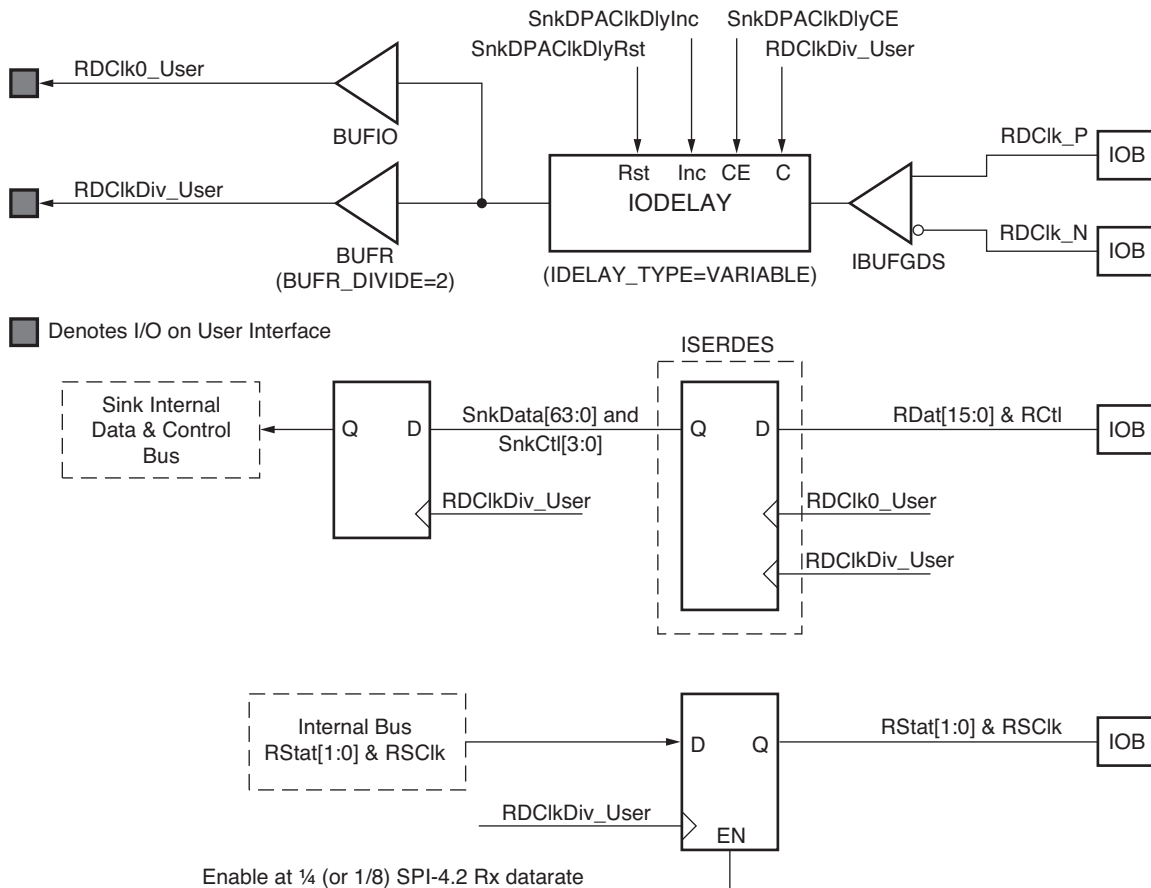 SnkDPAClkDlyInc
SnkDPAClkDlyCE
SnkDPAClkDlyRst
RDClkDiv_User
RDClk0_User
BUFIO
RDClk_P
IOB
RDClkDiv_User
BUFR
(BUFR_DIVIDE=2)
Rst
Inc
CE
C
IODELAY
(IDELAY_TYPE=VARIABLE)
IBUFGDS
RDClk_N
IOB
Denotes I/O on User Interface
ISERDES
Sink Internal
Data & Control
Bus
Q
D
SnkData[63:0] and
SnkCtl[3:0]
RDClkDiv_User
Q
D
RDat[15:0] & RCtl
IOB
RDClk0_User
RDClkDiv_User
Internal Bus
RStat[1:0] & RSClk
D
Q
RStat[1:0] & RSClk
IOB
RDClkDiv_User
EN
Enable at ¼ (or 1/8) SPI-4.2 Rx datarate